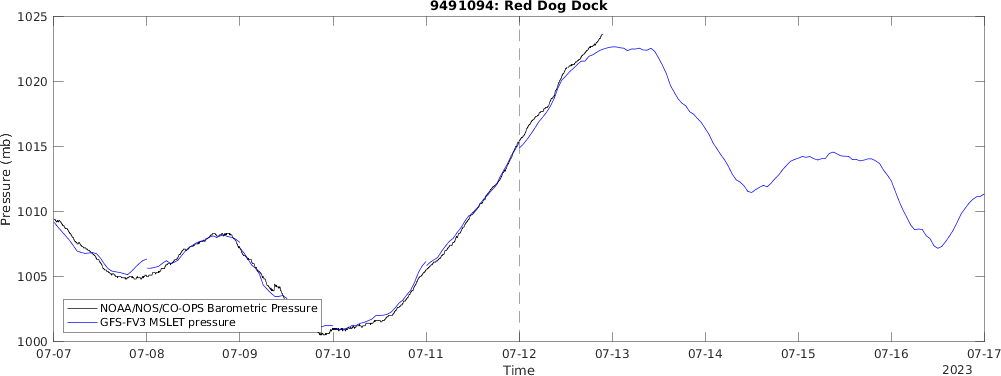 9491094: Red Dog Dock
1025
1020
1015
1010
1005
1000
Pressure (mb)
NOAA/NOS/CO-OPS Barometric Pressure
GFS-FV3 MSLET pressure
07-07 07-08 07-09 07-10 07-11 07-12 07-13 07-14 07-15 07-16 07-17
Time
2023